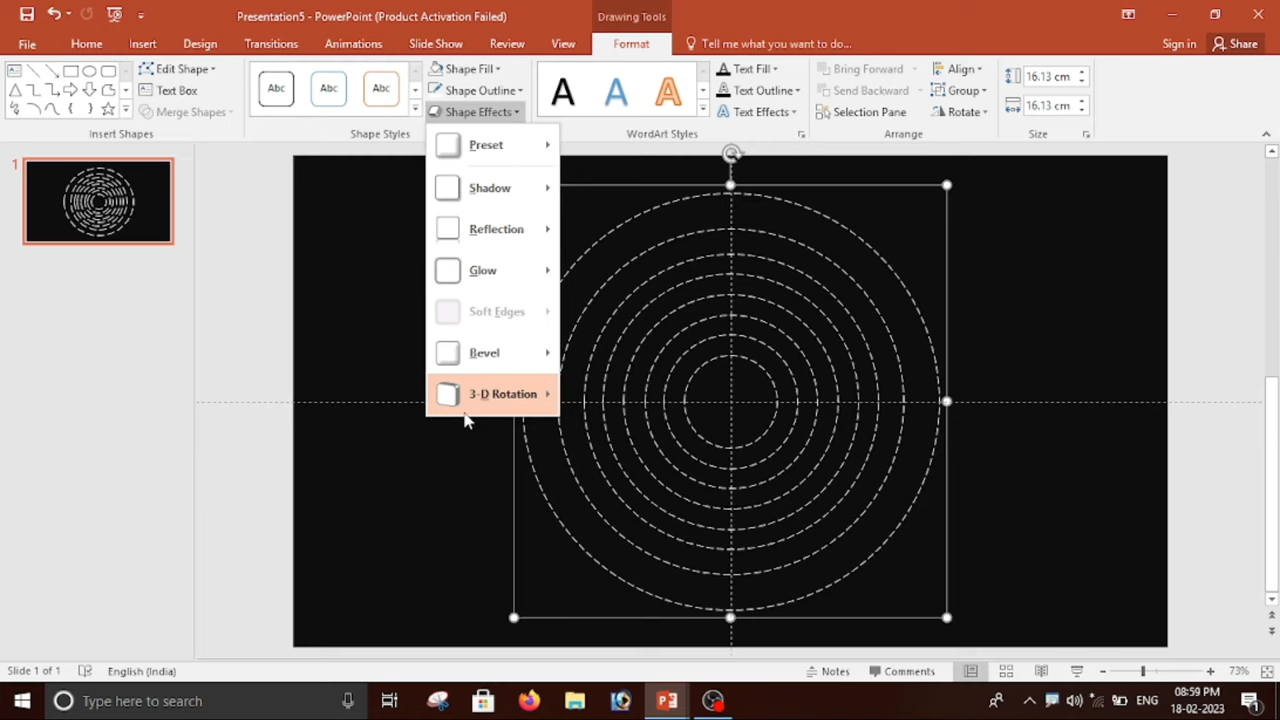 Presentation5 - PowerPoint (Product Activation Failed)
Drawing Tools
File Home Insert Design Transitions Animations Slide Show Review View Format Tell me what you want to do... Sign in Share
Edit Shape
Text Box
Merge Shapes
Insert Shapes
Abc Abc Abc
Shape Fill
Shape Outline
Shape Effects
Shape Styles
A A A
Text Fill
Text Outline
Text Effects
WordArt Styles
Bring Forward
Send Backward
Selection Pane
Align
Group
Rotate
Arrange
16.13 cm
16.13 cm
Size
1
Preset
Shadow
Reflection
Glow
Soft Edges
Bevel
3-D Rotation
Slide 1 of 1 English (India) Notes Comments 73%
Type here to search
P3
ENG
08:59 PM
18-02-2023
1